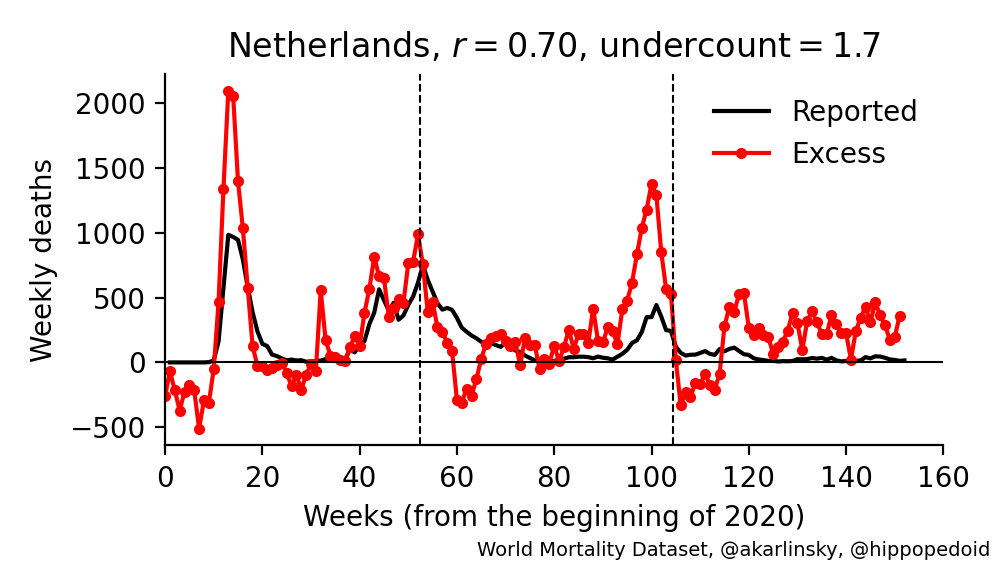 Netherlands, r = 0.70, undercount = 1.7
2000
1500
1000
500
0
−500
Weekly deaths
Reported
Excess
0 20 40 60 80 100 120 140 160
Weeks (from the beginning of 2020)
World Mortality Dataset, @akarlinsky, @hippopedoid